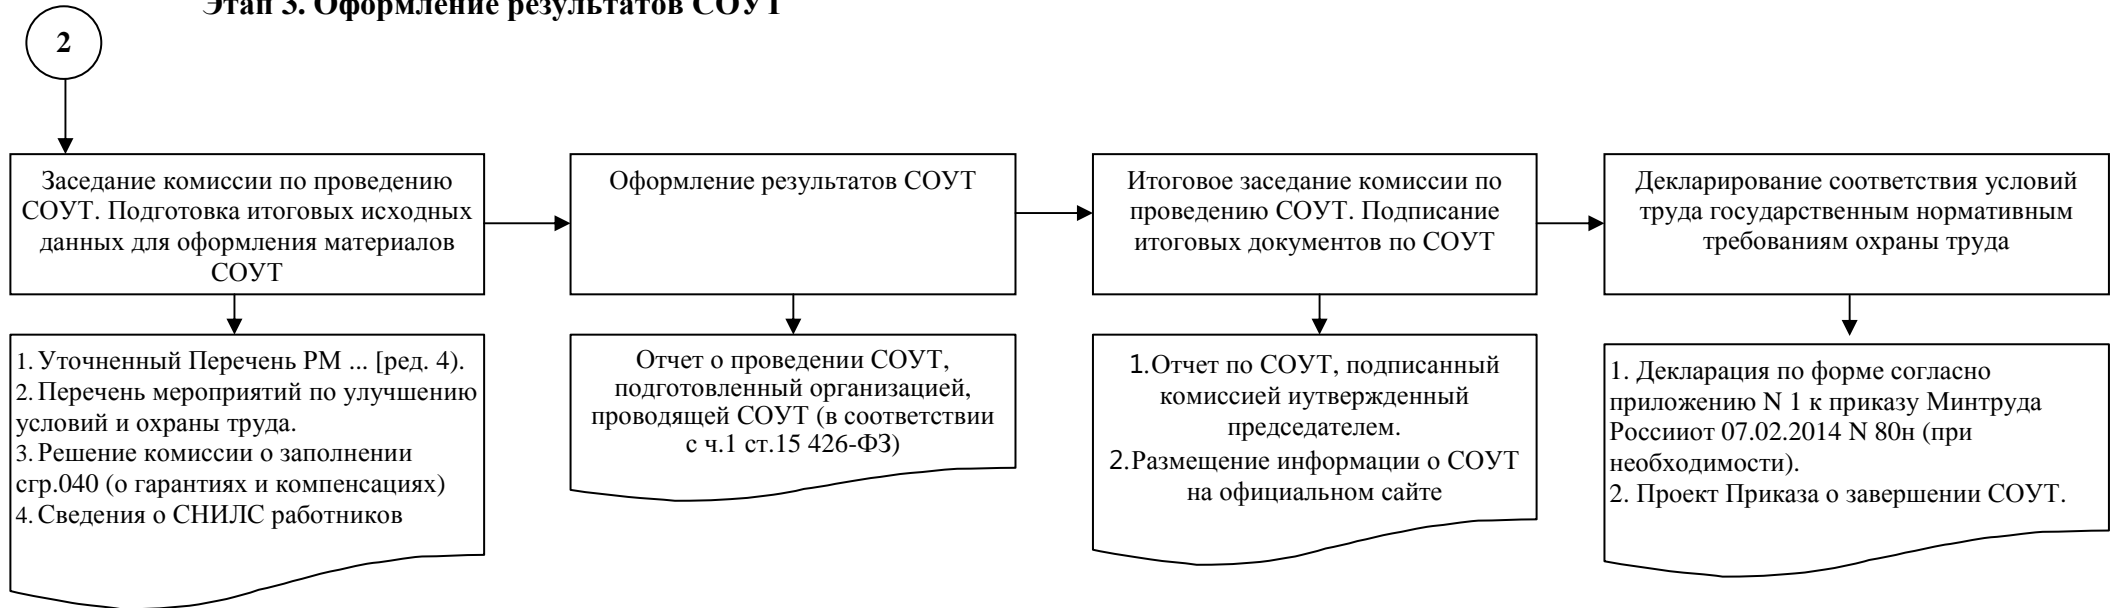 Этап 3. Оформление результатов СОУТ
2
Заседание комиссии по проведению
СОУТ. Подготовка итоговых исходных
данных для оформления материалов
СОУТ
Оформление результатов СОУТ
Итоговое заседание комиссии по
проведению СОУТ. Подписание
итоговых документов по СОУТ
Декларирование соответствия условий
труда государственным нормативным
требованиям охраны труда
1. Уточненный Перечень РМ ... [ред. 4).
2. Перечень мероприятий по улучшению
условий и охраны труда.
3. Решение комиссии о заполнении
сгр.040 (о гарантиях и компенсациях)
4. Сведения о СНИЛС работников
Отчет о проведении СОУТ,
подготовленный организацией,
проводящей СОУТ (в соответствии
с ч.1 ст.15 426-ФЗ)
1.Отчет по СОУТ, подписанный
комиссией иутвержденный
председателем.
2.Размещение информации о СОУТ
на официальном сайте
1. Декларация по форме согласно
приложению N 1 к приказу Минтруда
Россииот 07.02.2014 N 80н (при
необходимости).
2. Проект Приказа о завершении СОУТ.